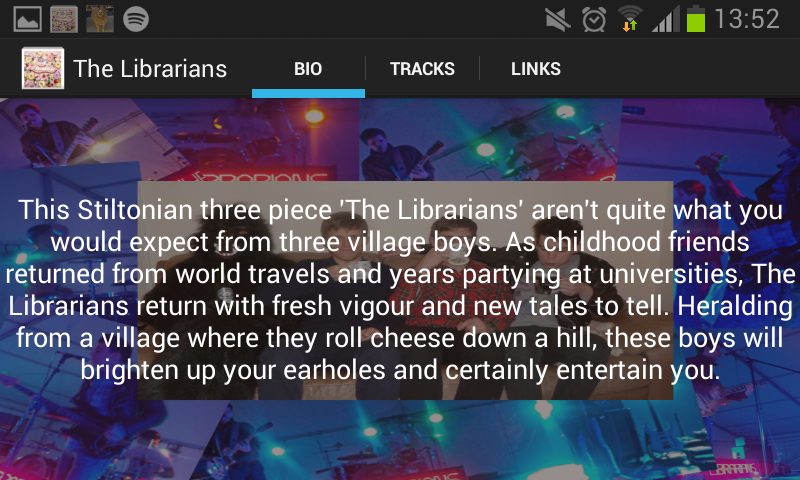 13:52
The Librarians
BIO
TRACKS
LINKS
This Stiltonian three piece 'The Librarians' aren't quite what you
would expect from three village boys. As childhood friends
returned from world travels and years partying at universities, The
Librarians return with fresh vigour and new tales to tell. Heralding
from a village where they roll cheese down a hill, these boys will
brighten up your earholes and certainly entertain you.